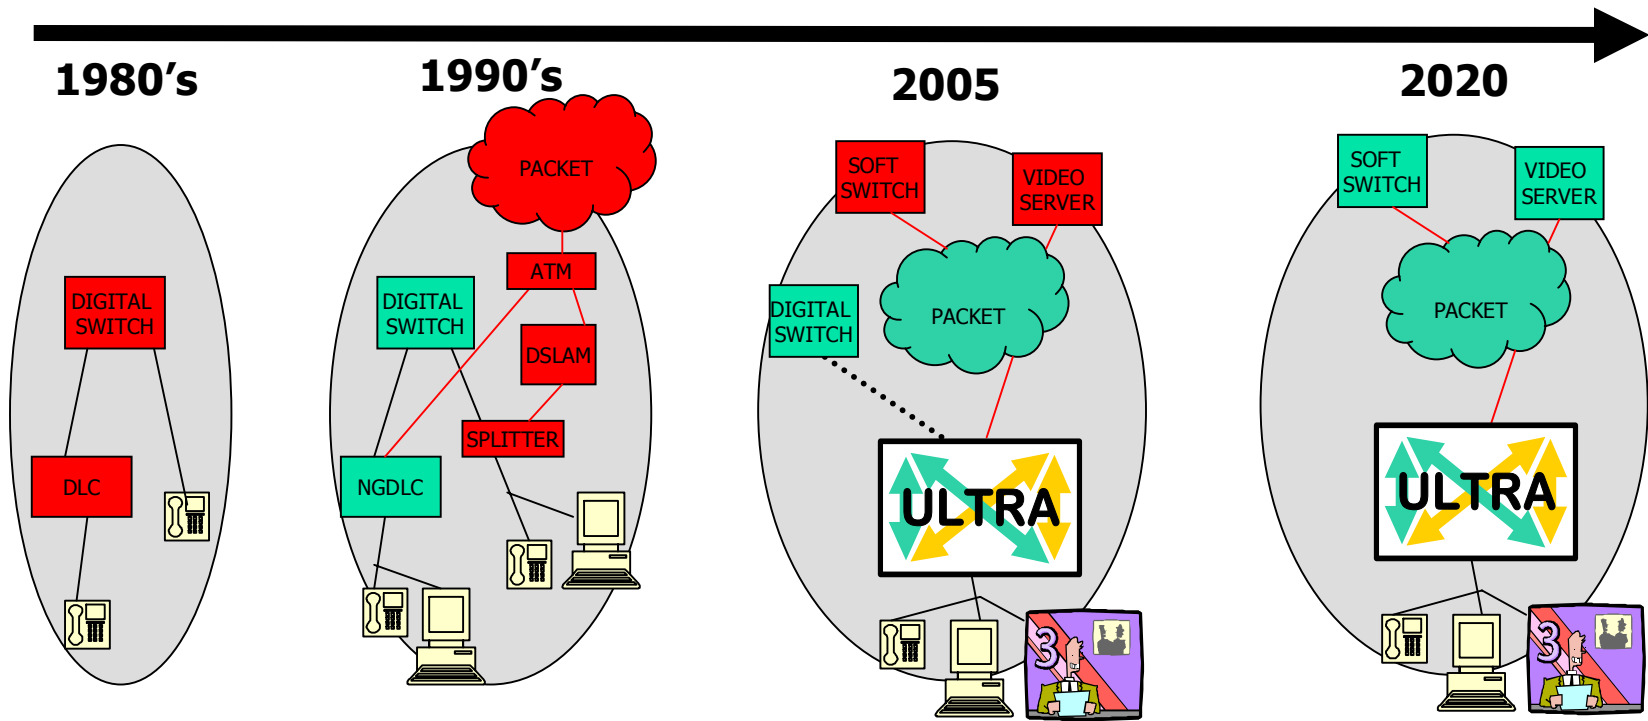 1980's
1990's
2005
2020
DIGITAL
SWITCH
DLC
PACKET
ATM
DIGITAL
SWITCH
DSLAM
SPLITTER
NGDLC
SOFT
SWITCH
VIDEO
SERVER
DIGITAL
SWITCH
PACKET
ULTRA
3
SOFT
SWITCH
VIDEO
SERVER
PACKET
ULTRA
3